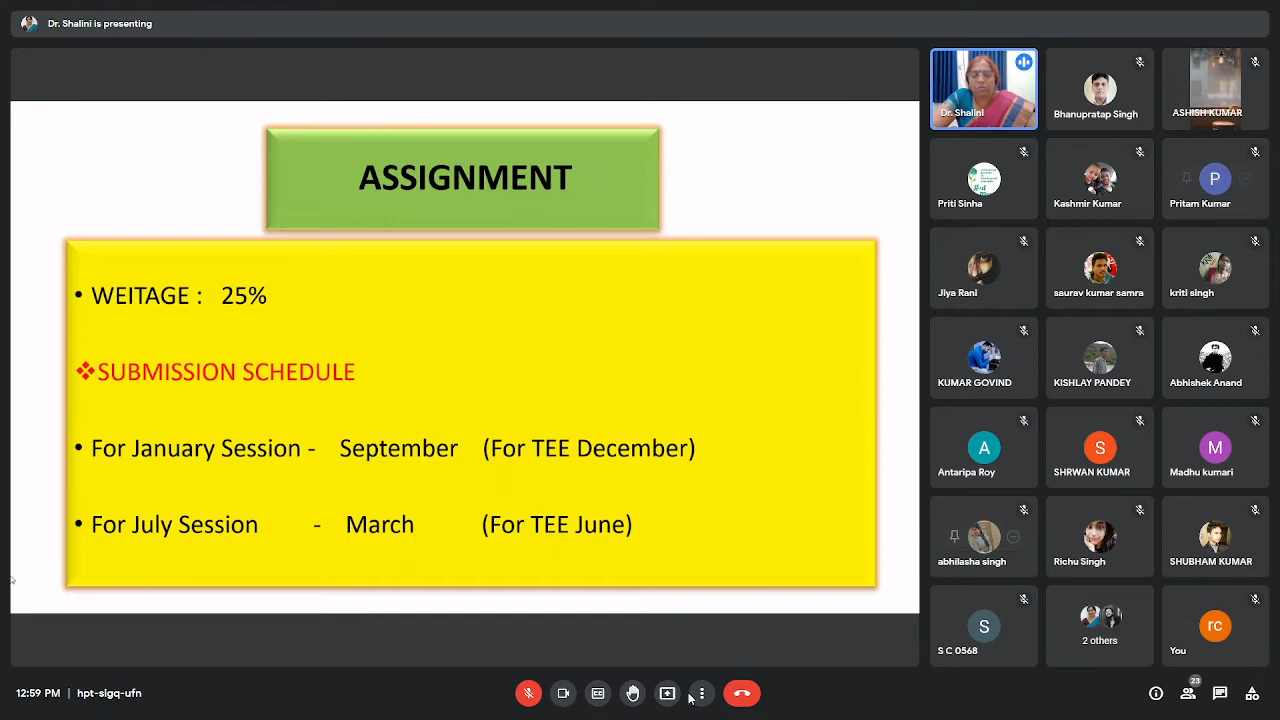 Dr. Shalini is presenting
ASSIGNMENT
• WEITAGE : 25%
❖SUBMISSION SCHEDULE
• For January Session - September (For TEE December)
• For July Session - March (For TEE June)
Dr. Shalini
Bhanupratap Singh
ASHISH KUMAR
Priti Sinha
Kashmir Kumar
P
Pritam Kumar
Jiya Rani
saurav kumar samra
kriti singh
KUMAR GOVIND
KISHLAY PANDEY
Abhishek Anand
A
Antaripa Roy
S
SHRWAN KUMAR
M
Madhu kumari
abhilasha singh
Richu Singh
SHUBHAM KUMAR
S
S C 0568
2 others
rc
You
12:59 PM | hpt-slgq-ufn
23